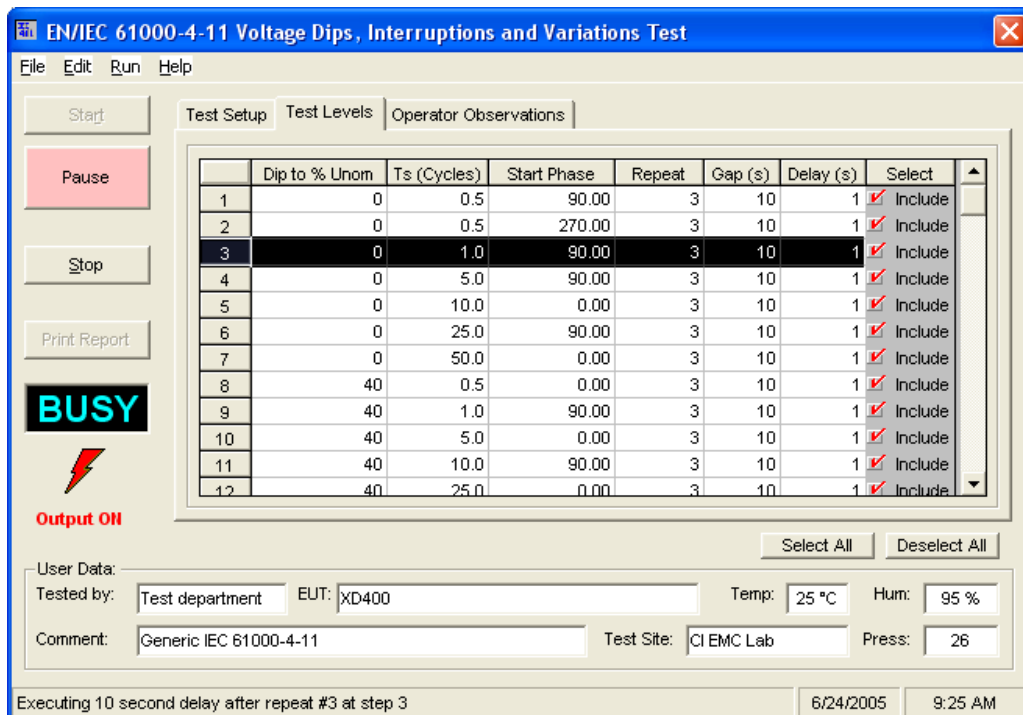 EN/IEC 61000-4-11 Voltage Dips, Interruptions and Variations Test
File Edit Run Help
Start
Pause
Stop
Print Report
BUSY
Output ON
Test Setup Test Levels Operator Observations
Dip to % Unom Ts (Cycles) Start Phase Repeat Gap (s) Delay (s) Select
1 0 0.5 90.00 3 10 1 Include
2 0 0.5 270.00 3 10 1 Include
3 0 1.0 90.00 3 10 1 Include
4 0 5.0 90.00 3 10 1 Include
5 0 10.0 0.00 3 10 1 Include
6 0 25.0 90.00 3 10 1 Include
7 0 50.0 0.00 3 10 1 Include
8 40 0.5 0.00 3 10 1 Include
9 40 1.0 90.00 3 10 1 Include
10 40 5.0 0.00 3 10 1 Include
11 40 10.0 90.00 3 10 1 Include
12 40 25.0 0.00 3 10 1 Include
Select All Deselect All
User Data:
Tested by: Test department EUT: XD400 Temp: 25 °C Hum: 95 %
Comment: Generic IEC 61000-4-11 Test Site: CI EMC Lab Press: 26
Executing 10 second delay after repeat #3 at step 3 6/24/2005 9:25 AM